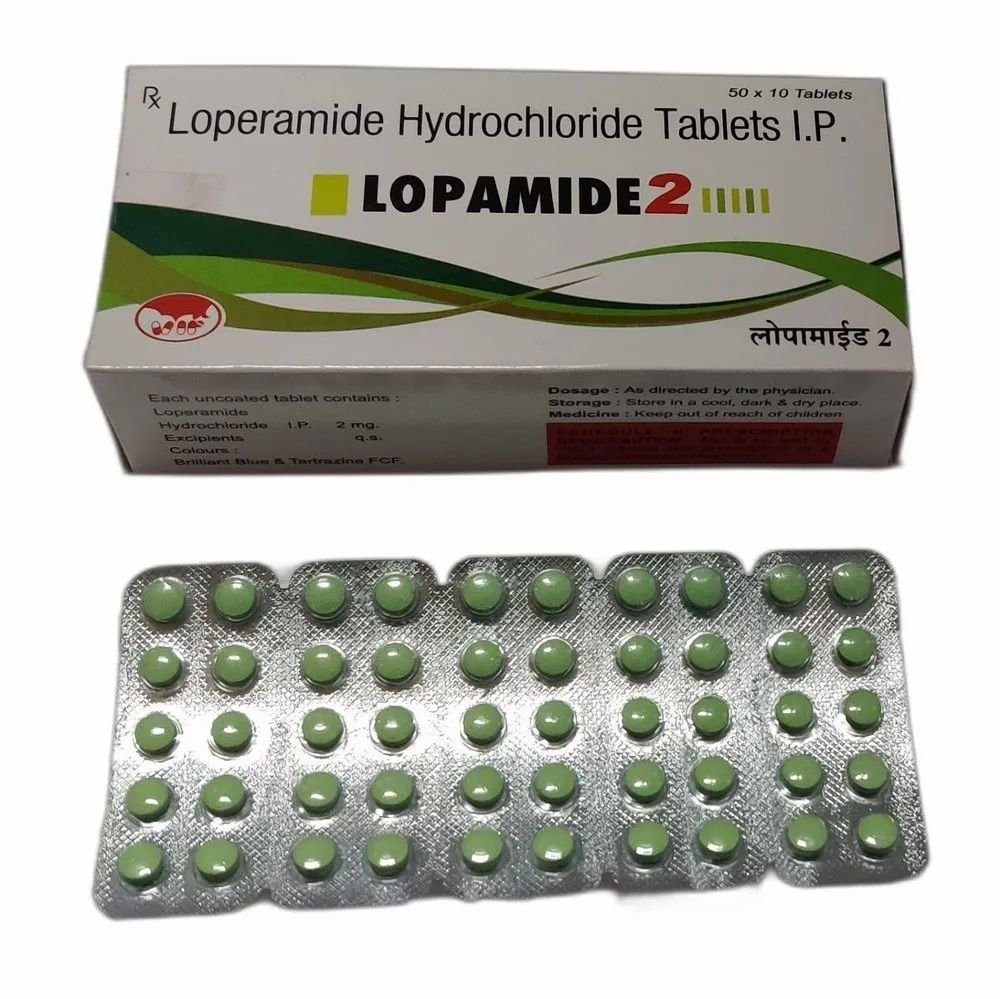 Rx
50 x 10 Tablets
Loperamide Hydrochloride Tablets I.P.
LOPAMIDE 2
लोपामाईड 2
Each uncoated tablet contains :
Loperamide
Hydrochloride I.P. 2 mg.
Excipients q.s.
Colours :
Brilliant Blue & Tartrazine FCF.
Dosage : As directed by the physician.
Storage : Store in a cool, dark & dry place.
Medicine : Keep out of reach of children
SCHEDULE 'H' PRESCRIPTION